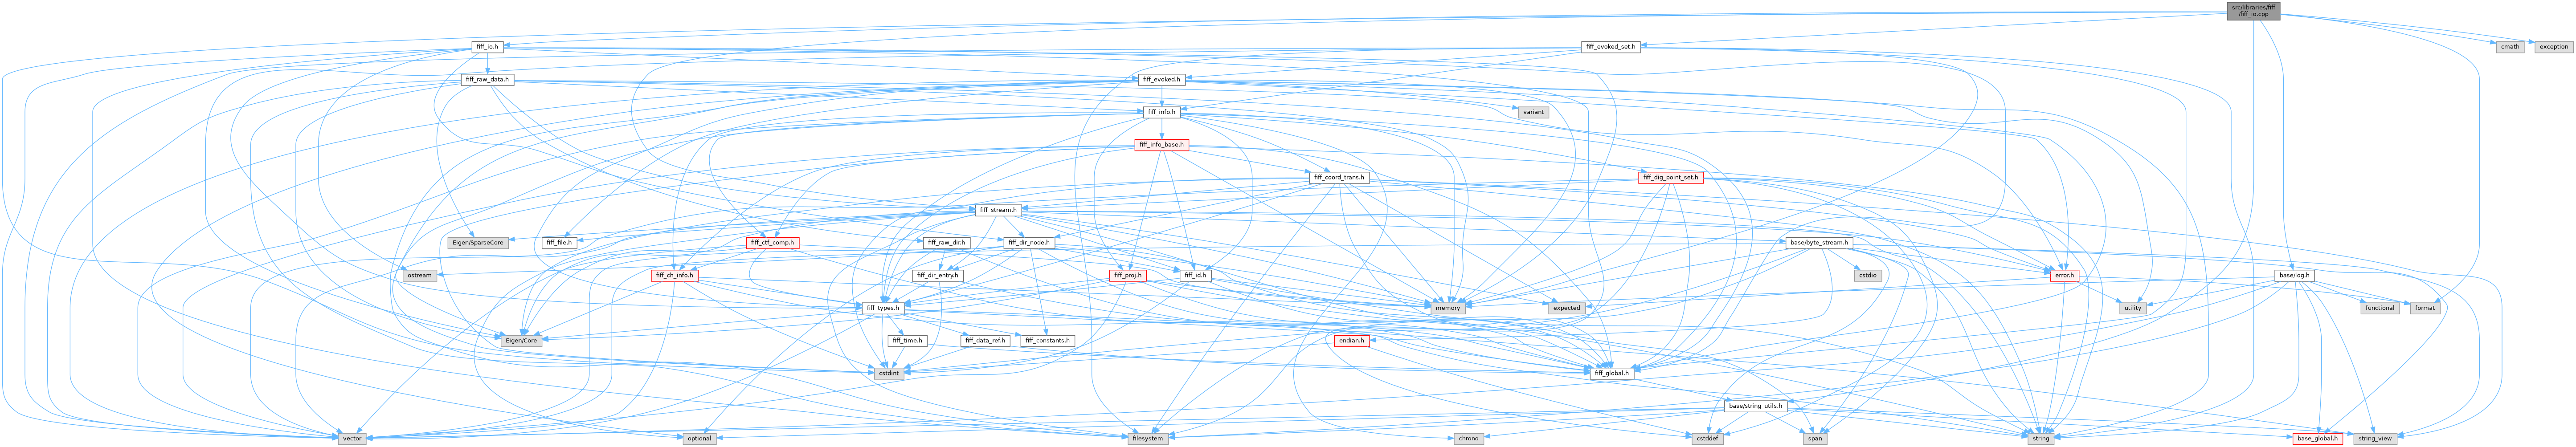 src/libraries/fiff
/fiff_io.cpp
fiff_io.h
fiff_evoked_set.h
cmath
exception
fiff_raw_data.h
fiff_evoked.h
fiff_info.h
variant
fiff_info_base.h
fiff_coord_trans.h
fiff_dig_point_set.h
fiff_stream.h
Eigen/SparseCore
fiff_file.h
fiff_ctf_comp.h
fiff_raw_dir.h
fiff_dir_node.h
base/byte_stream.h
ostream
fiff_ch_info.h
fiff_dir_entry.h
fiff_proj.h
fiff_id.h
cstdio
error.h
base/log.h
fiff_types.h
memory
expected
utility
functional
format
Eigen/Core
fiff_time.h
fiff_data_ref.h
fiff_constants.h
endian.h
cstdint
fiff_global.h
base/string_utils.h
vector
optional
filesystem
chrono
cstddef
span
string
base_global.h
string_view